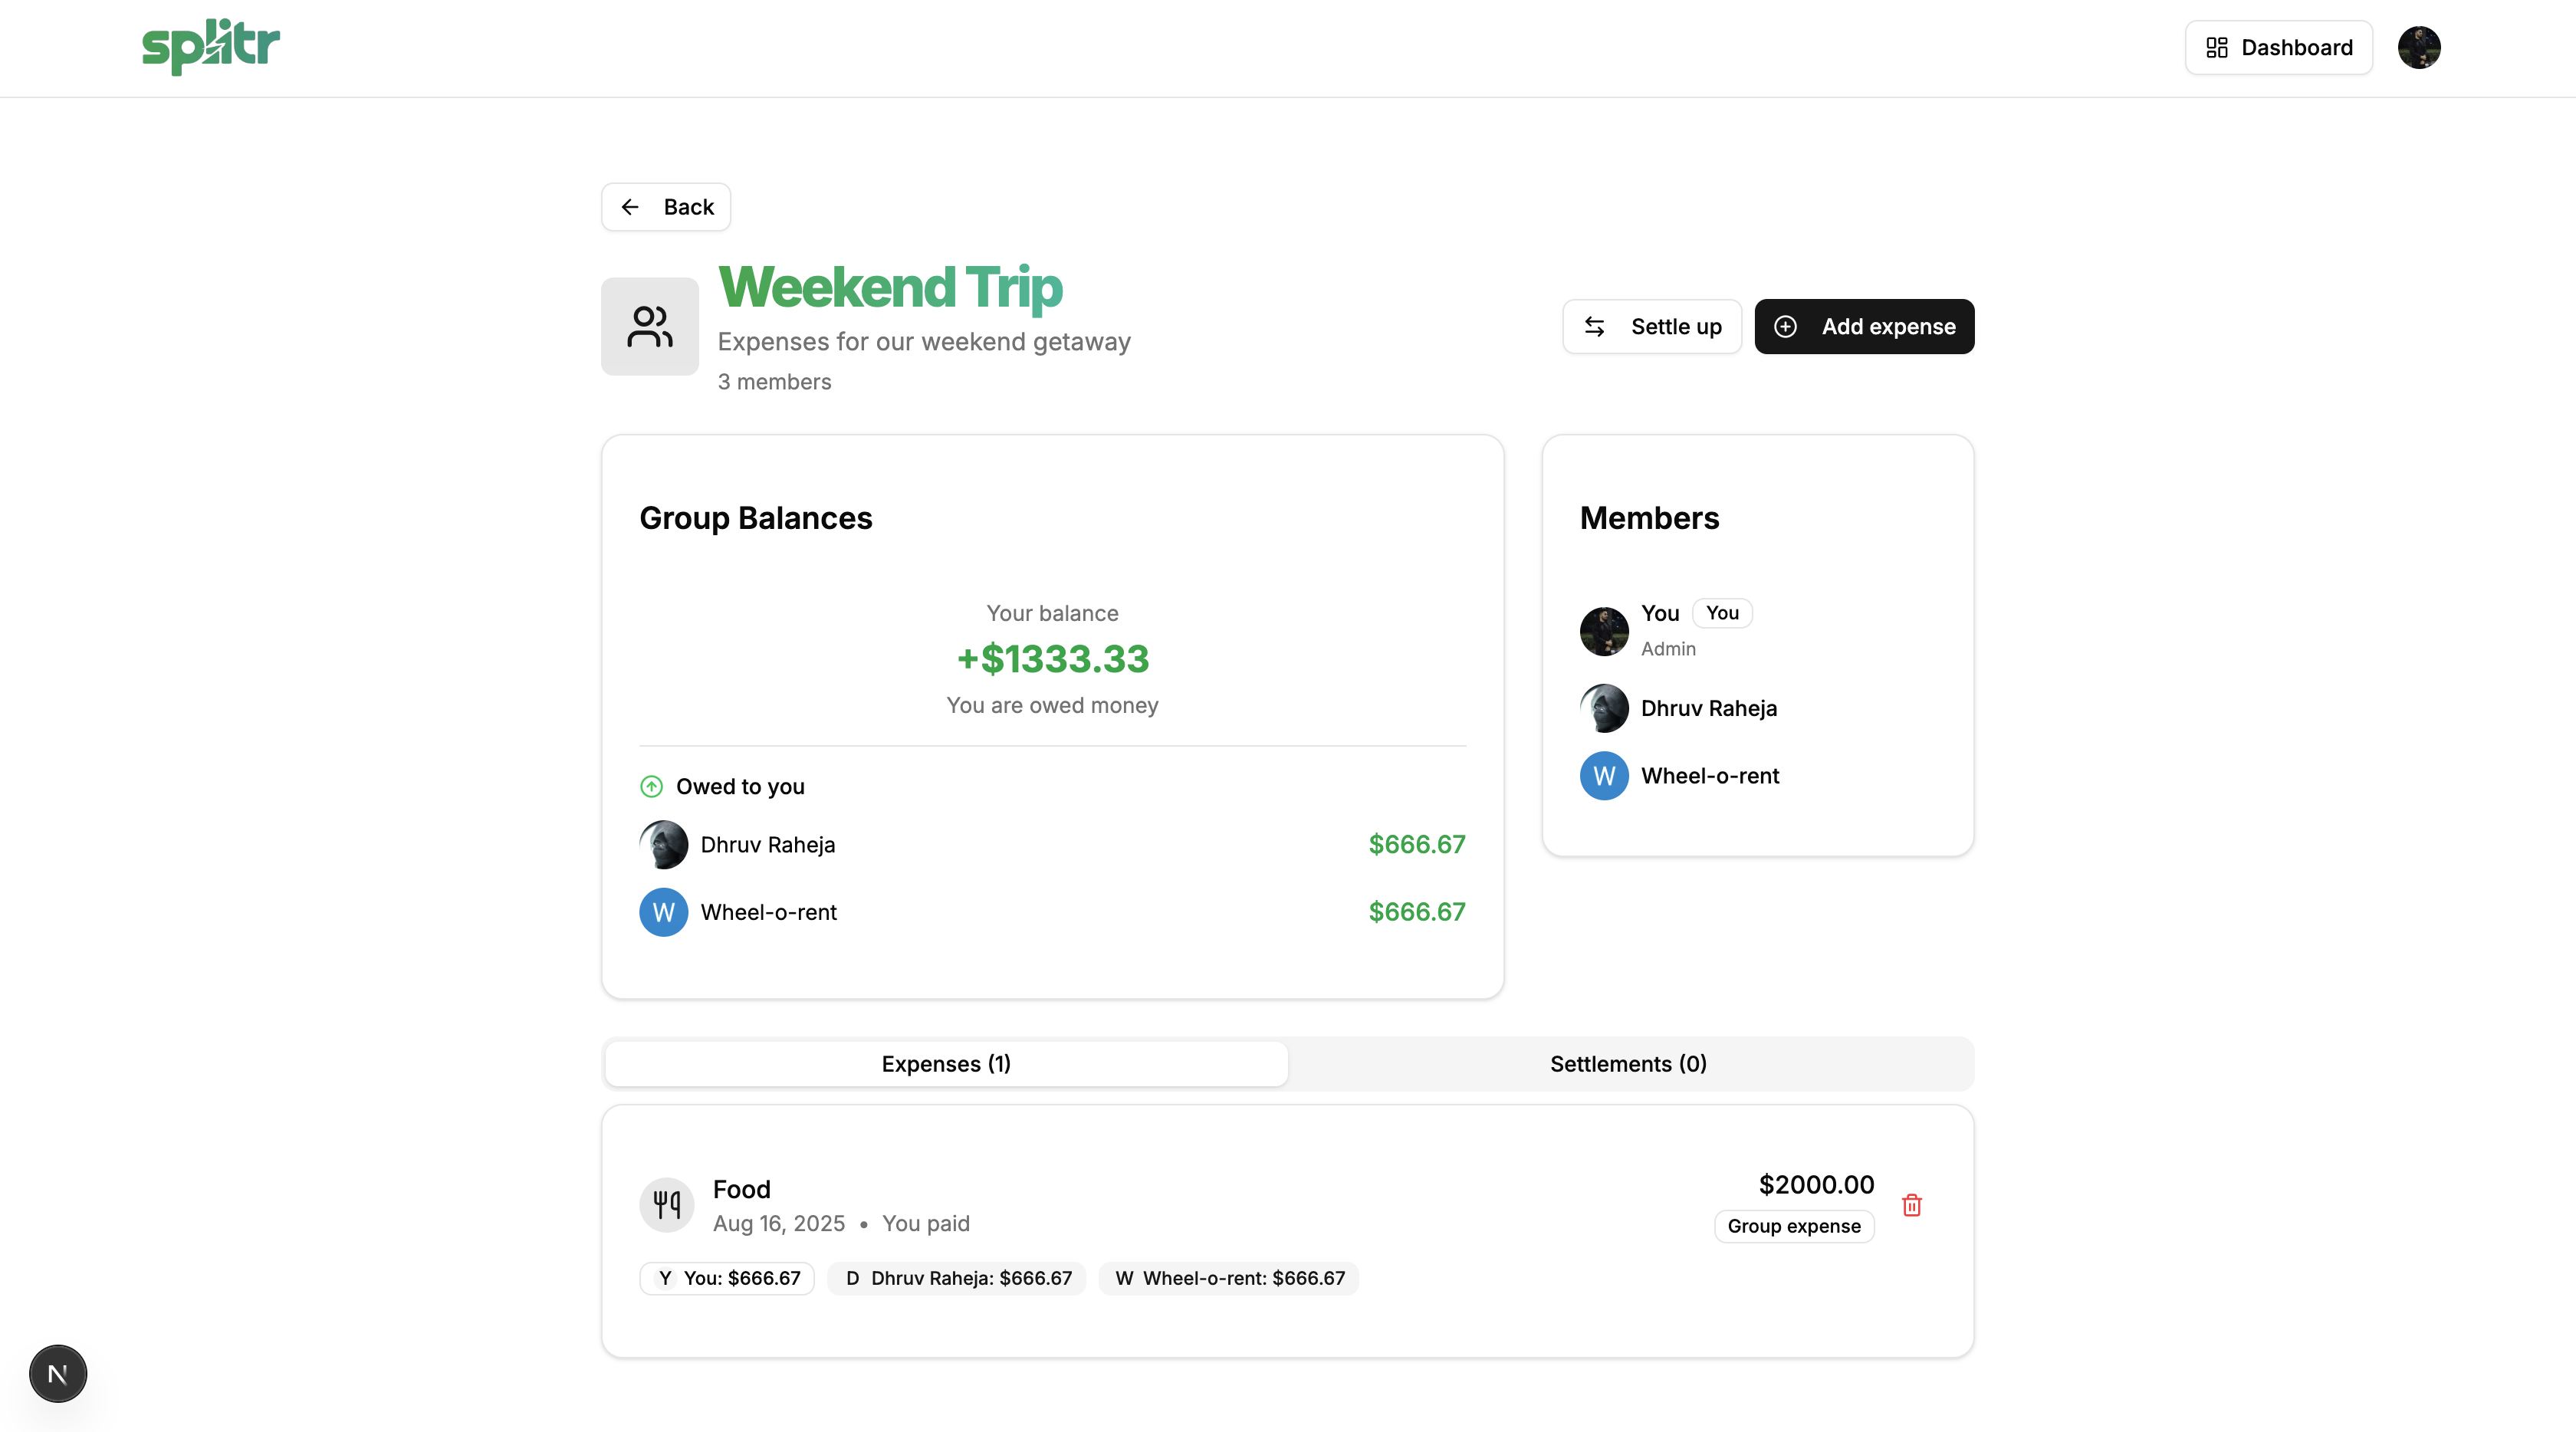 splitr
Dashboard
Back
Weekend Trip
Expenses for our weekend getaway
3 members
Settle up
Add expense
Group Balances
Your balance
+$1333.33
You are owed money
Owed to you
Dhruv Raheja $666.67
W Wheel-o-rent $666.67
Members
You You
Admin
Dhruv Raheja
W Wheel-o-rent
Expenses (1)
Settlements (0)
Food
Aug 16, 2025 • You paid
$2000.00
Group expense
Y You: $666.67
D Dhruv Raheja: $666.67
W Wheel-o-rent: $666.67
N